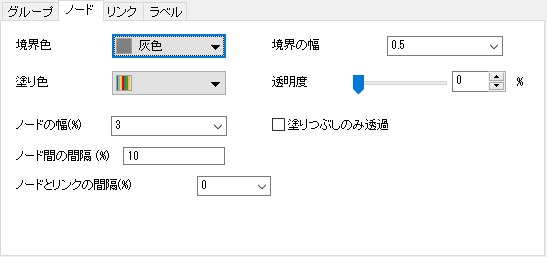 グループ ノード リンク ラベル
境界色 灰色 境界の幅 0.5
塗り色 透明度 0 %
ノードの幅(%) 3 塗りつぶしのみ透過
ノード間の間隔 (%) 10
ノードとリンクの間隔(%) 0